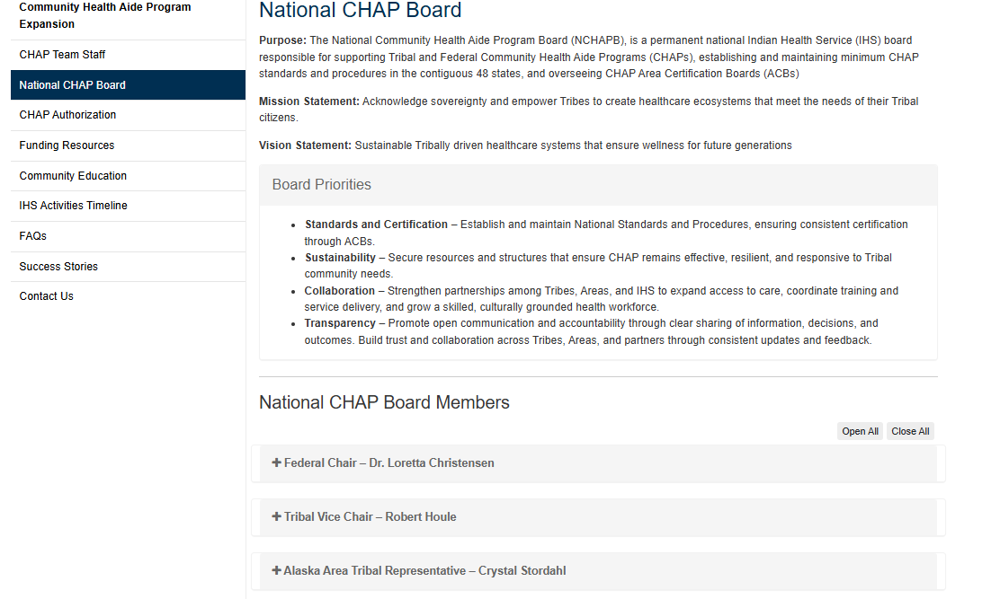 Community Health Aide Program
Expansion
CHAP Team Staff
National CHAP Board
CHAP Authorization
Funding Resources
Community Education
IHS Activities Timeline
FAQs
Success Stories
Contact Us
National CHAP Board
Purpose: The National Community Health Aide Program Board (NCHAPB), is a permanent national Indian Health Service (IHS) board
responsible for supporting Tribal and Federal Community Health Aide Programs (CHAPs), establishing and maintaining minimum CHAP
standards and procedures in the contiguous 48 states, and overseeing CHAP Area Certification Boards (ACBs)
Mission Statement: Acknowledge sovereignty and empower Tribes to create healthcare ecosystems that meet the needs of their Tribal
citizens.
Vision Statement: Sustainable Tribally driven healthcare systems that ensure wellness for future generations
Board Priorities
• Standards and Certification – Establish and maintain National Standards and Procedures, ensuring consistent certification
through ACBs.
• Sustainability – Secure resources and structures that ensure CHAP remains effective, resilient, and responsive to Tribal
community needs.
• Collaboration – Strengthen partnerships among Tribes, Areas, and IHS to expand access to care, coordinate training and
service delivery, and grow a skilled, culturally grounded health workforce.
• Transparency – Promote open communication and accountability through clear sharing of information, decisions, and
outcomes. Build trust and collaboration across Tribes, Areas, and partners through consistent updates and feedback.
National CHAP Board Members
Open All Close All
+ Federal Chair – Dr. Loretta Christensen
+ Tribal Vice Chair – Robert Houle
+ Alaska Area Tribal Representative – Crystal Stordahl